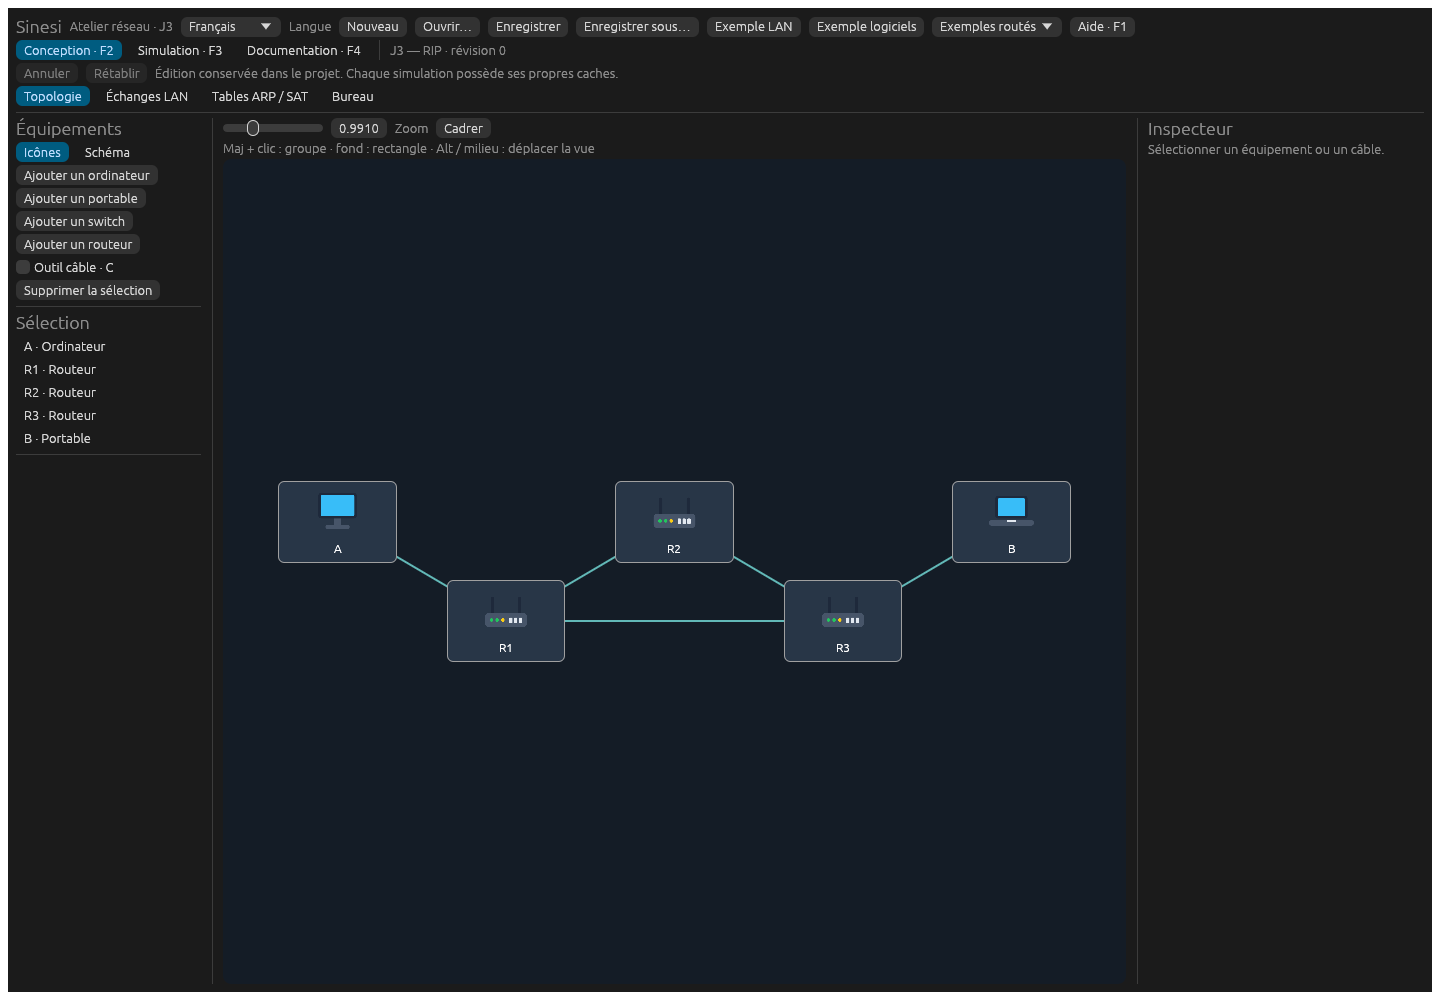 Sinesi Atelier réseau · J3 Français Langue Nouveau Ouvrir... Enregistrer Enregistrer sous... Exemple LAN Exemple logiciels Exemples routés Aide · F1
Conception · F2 Simulation · F3 Documentation · F4 J3 — RIP · révision 0
Annuler Rétablir Édition conservée dans le projet. Chaque simulation possède ses propres caches.
Topologie Échanges LAN Tables ARP / SAT Bureau
Équipements
Icônes Schéma
Ajouter un ordinateur
Ajouter un portable
Ajouter un switch
Ajouter un routeur
Outil câble · C
Supprimer la sélection
Sélection
A · Ordinateur
R1 · Routeur
R2 · Routeur
R3 · Routeur
B · Portable
0.9910 Zoom Cadrer
Maj + clic : groupe · fond : rectangle · Alt / milieu : déplacer la vue
A
R2
B
R1
R3
Inspecteur
Sélectionner un équipement ou un câble.